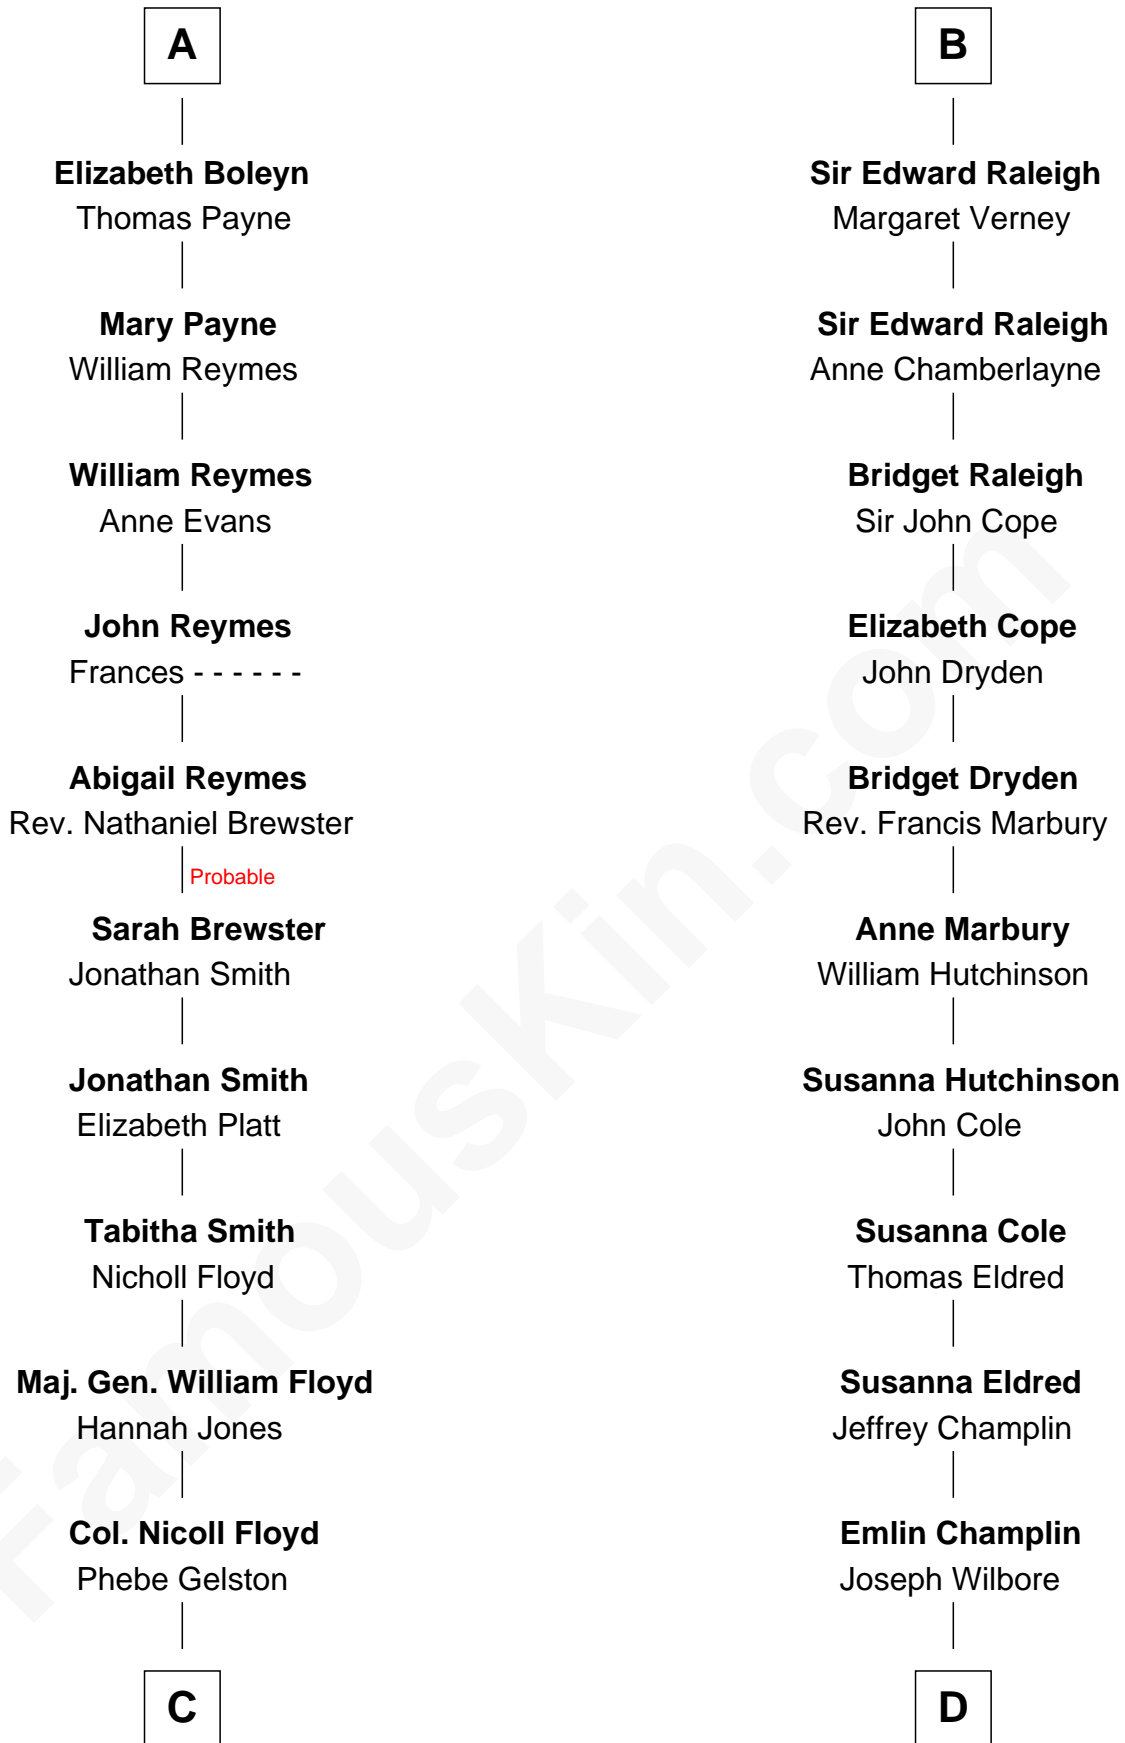 A
Elizabeth Boleyn
Thomas Payne
Mary Payne
William Reymes
William Reymes
Anne Evans
John Reymes
Frances - - - - - -
Abigail Reymes
Rev. Nathaniel Brewster
Probable
Sarah Brewster
Jonathan Smith
Jonathan Smith
Elizabeth Platt
Tabitha Smith
Nicholl Floyd
Maj. Gen. William Floyd
Hannah Jones
Col. Nicoll Floyd
Phebe Gelston
C
B
Sir Edward Raleigh
Margaret Verney
Sir Edward Raleigh
Anne Chamberlayne
Bridget Raleigh
Sir John Cope
Elizabeth Cope
John Dryden
Bridget Dryden
Rev. Francis Marbury
Anne Marbury
William Hutchinson
Susanna Hutchinson
John Cole
Susanna Cole
Thomas Eldred
Susanna Eldred
Jeffrey Champlin
Emlin Champlin
Joseph Wilbore
D
FamousKin.com